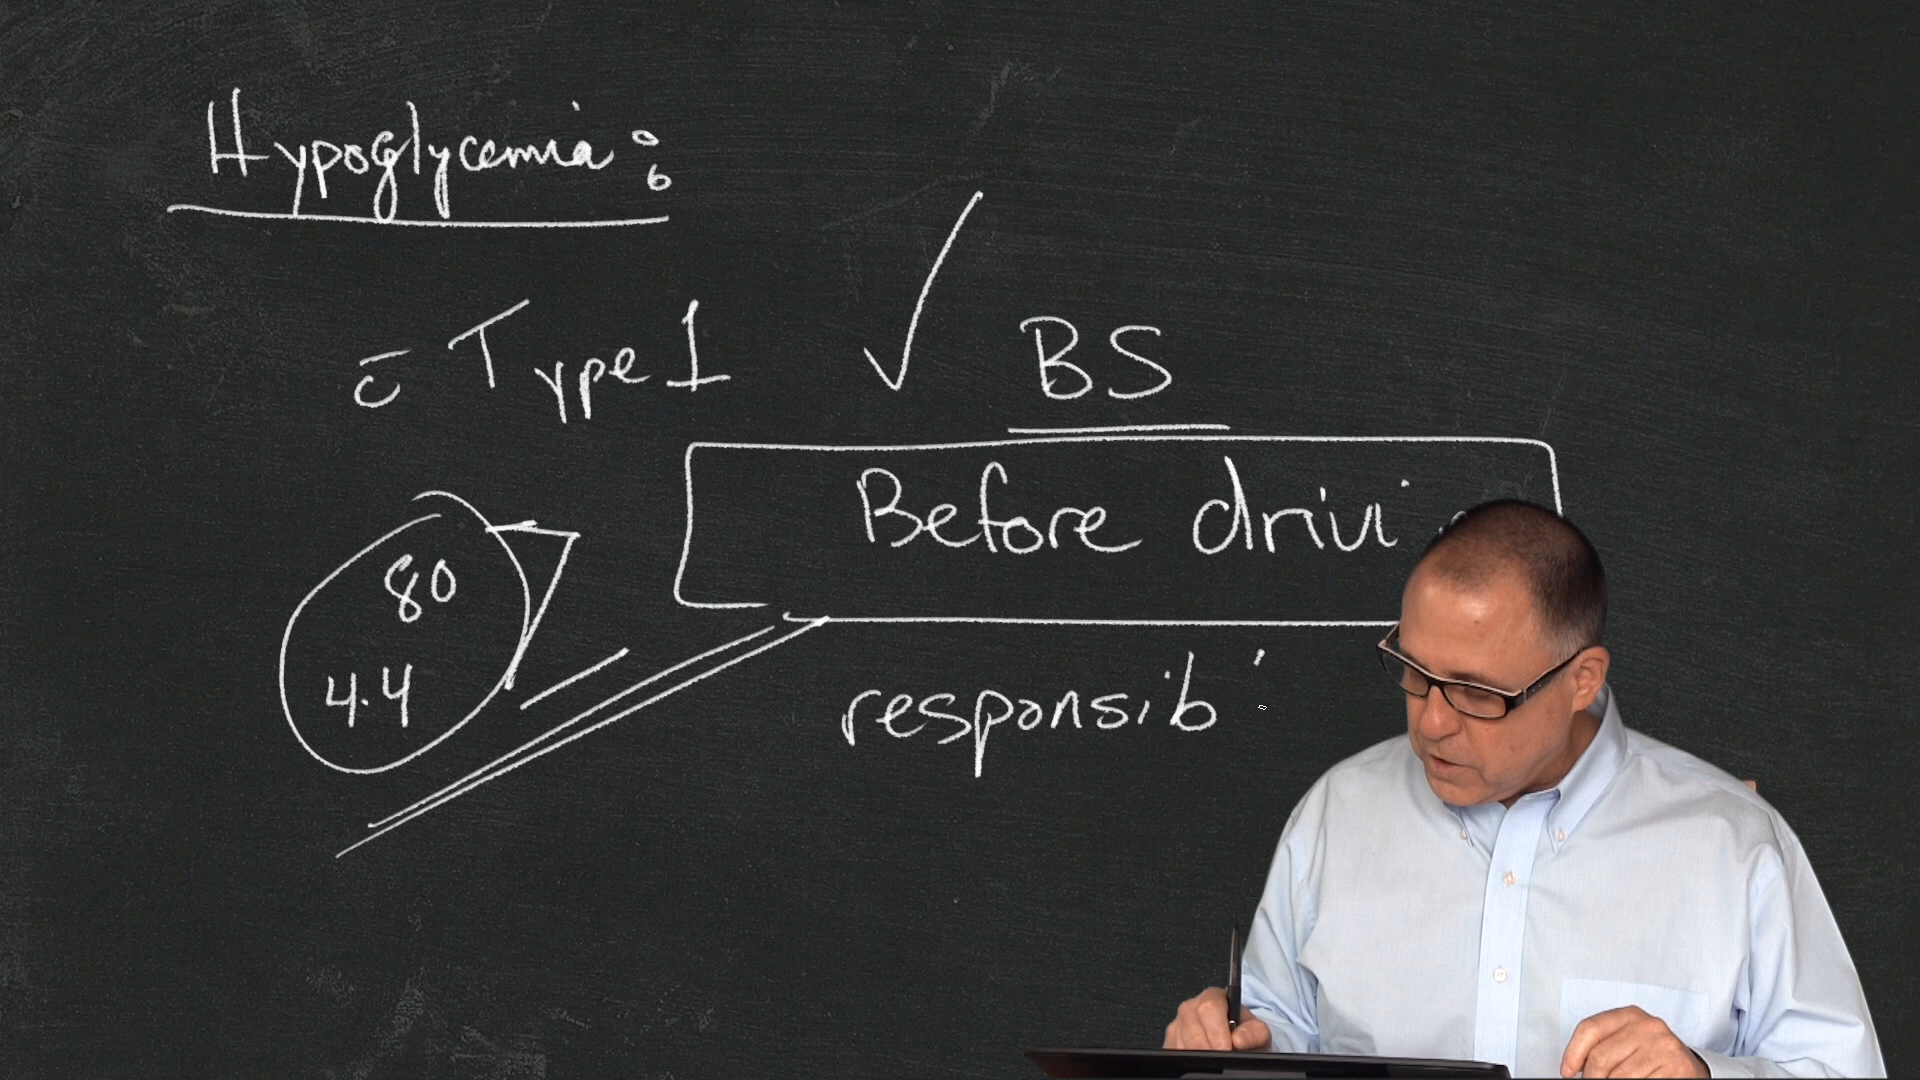 Hypoglycemia:
c̄ Type 1 ✓ BS
Before drivi
80
4.4
responsib